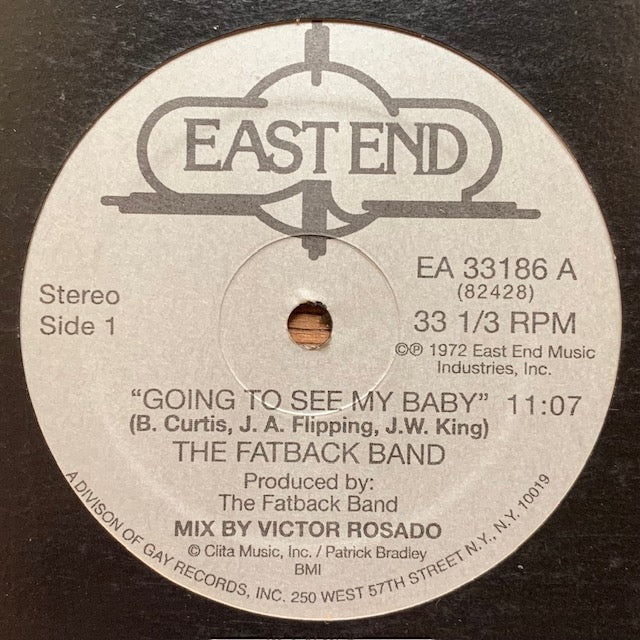 EAST END
Stereo
Side 1
EA 33186 A
(82428)
33 1/3 RPM
©℗ 1972 East End Music
Industries, Inc.
"GOING TO SEE MY BABY" 11:07
(B. Curtis, J. A. Flipping, J.W. King)
THE FATBACK BAND
Produced by:
The Fatback Band
MIX BY VICTOR ROSADO
© Clita Music, Inc. / Patrick Bradley
BMI
A DIVISON OF GAY RECORDS, INC. 250 WEST 57TH STREET N.Y., N.Y. 10019